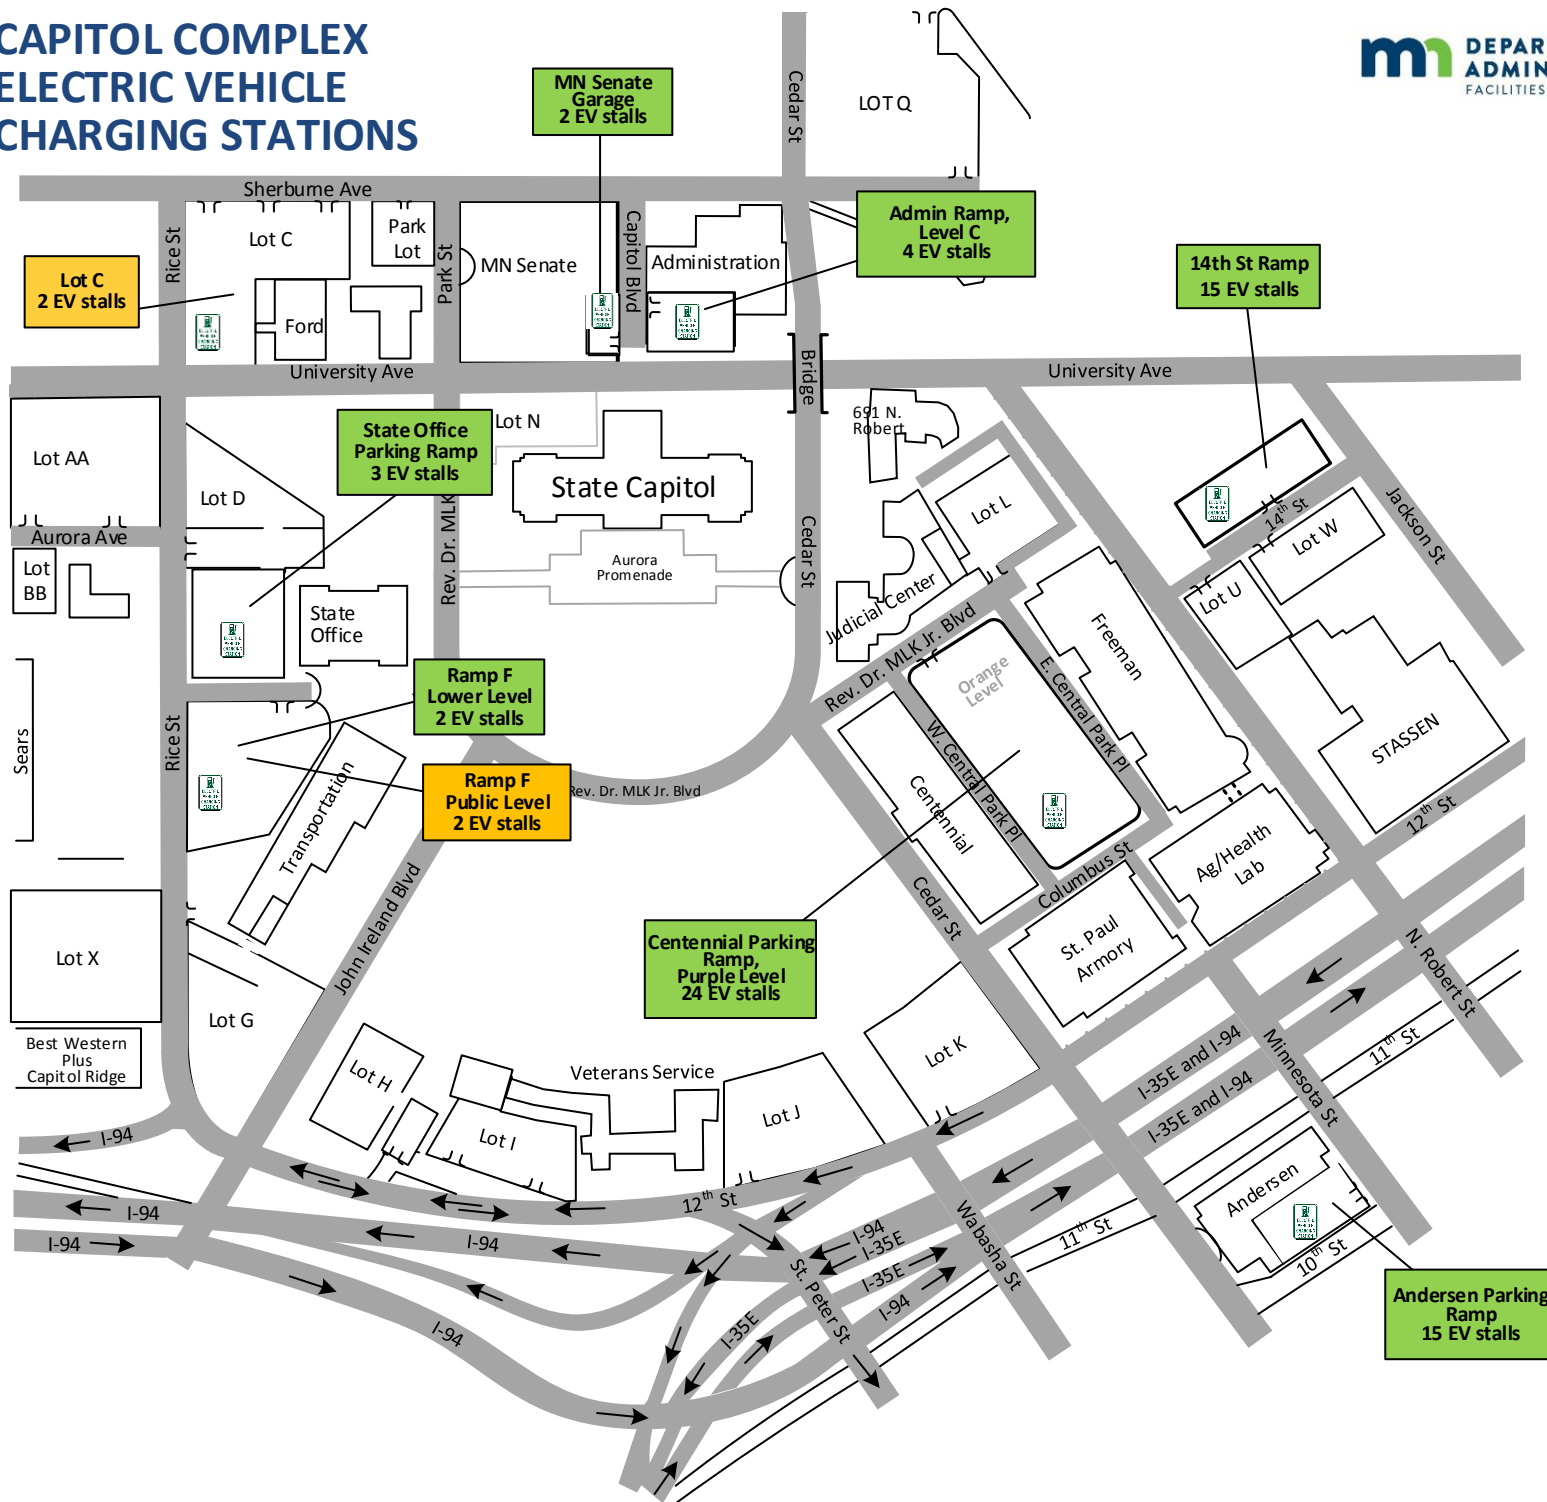 CAPITOL COMPLEX
ELECTRIC VEHICLE
CHARGING STATIONS
DEPAR
ADMIN
FACILITIES
MN Senate
Garage
2 EV stalls
Cedar St
LOT Q
Sherburne Ave
Admin Ramp,
Level C
4 EV stalls
Lot C
Park
Lot
Rice St
Park St
MN Senate
Capitol Blvd
Administration
14th St Ramp
15 EV stalls
Lot C
2 EV stalls
Ford
University Ave
Bridge
University Ave
State Office
Parking Ramp
3 EV stalls
Lot N
691 N.
Robert
Lot AA
Lot D
State Capitol
Lot L
14th St
Jackson St
Lot W
Aurora Ave
Rev. Dr. MLK
Aurora
Promenade
Cedar St
Lot
BB
State
Office
Judicial Center
Lot U
Freeman
Rev. Dr. MLK Jr. Blvd
Orange
Level
E. Central Park Pl
W. Central Park Pl
Ramp F
Lower Level
2 EV stalls
Sears
Rice St
STASSEN
Ramp F
Public Level
2 EV stalls
Rev. Dr. MLK Jr. Blvd
Transportation
Centennial
12th St
Ag/Health
Lab
Columbus St
John Ireland Blvd
Cedar St
Centennial Parking
Ramp,
Purple Level
24 EV stalls
St. Paul
Armory
N. Robert St
Lot X
Lot G
Best Western
Plus
Capitol Ridge
Lot H
Veterans Service
Lot K
I-35E and I-94
I-35E and I-94
Minnesota St
11th St
Lot I
Lot J
I-94
12th St
Andersen
I-94
I-94
I-94
Wabasha St
11th St
10th St
I-94
I-35E
I-35E
I-94
St. Peter St
I-35E
I-94
Andersen Parking
Ramp
15 EV stalls
ELECTRIC
VEHICLE
CHARGING
STATION